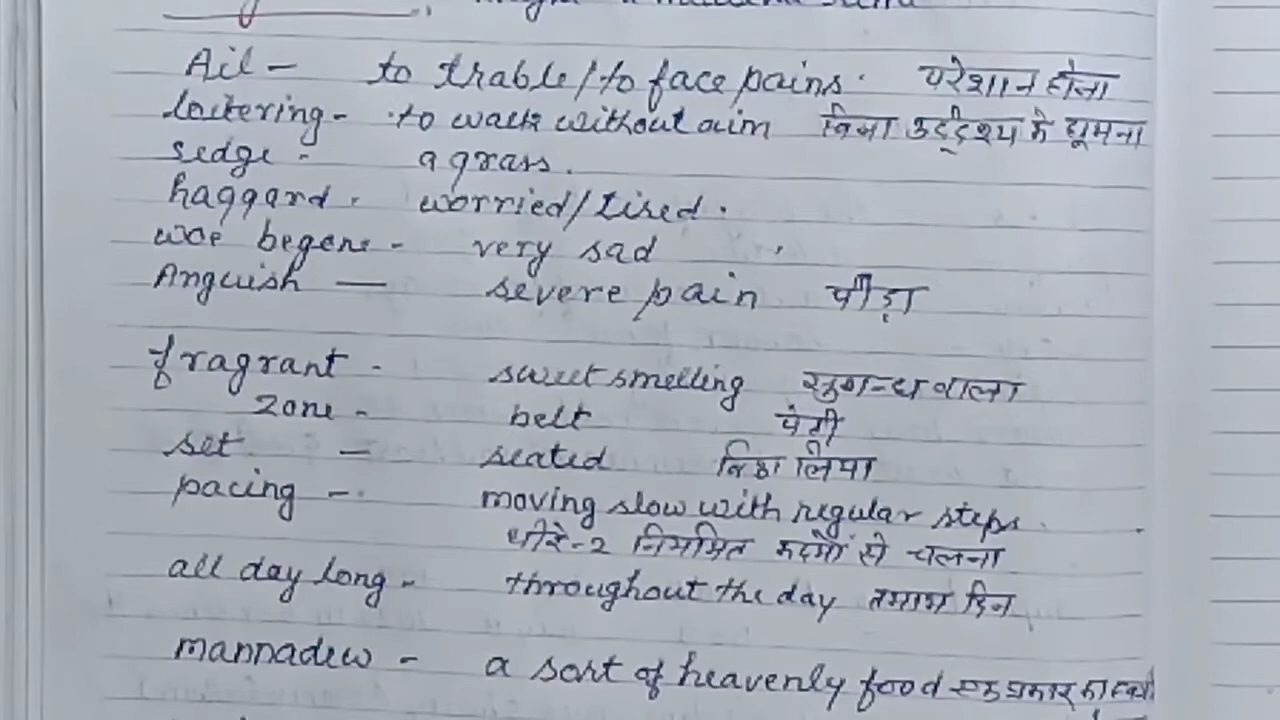 Ail - to trable/to face pains. परेशान होना
loitering - to walk without aim बिना उद्देश्य के घूमना
sedge - a grass.
haggard. worried/tired.
woe begone - very sad
Anguish — severe pain पीड़ा
fragrant - sweet smelling सुगन्ध वाला
zone - belt पेटी
set - seated बिठा लिया
pacing - moving slow with regular steps.
धीरे-२ नियमित कदमों से चलना
all day long - throughout the day तमाम दिन
mannadew - a sort of heavenly food एक प्रकार का